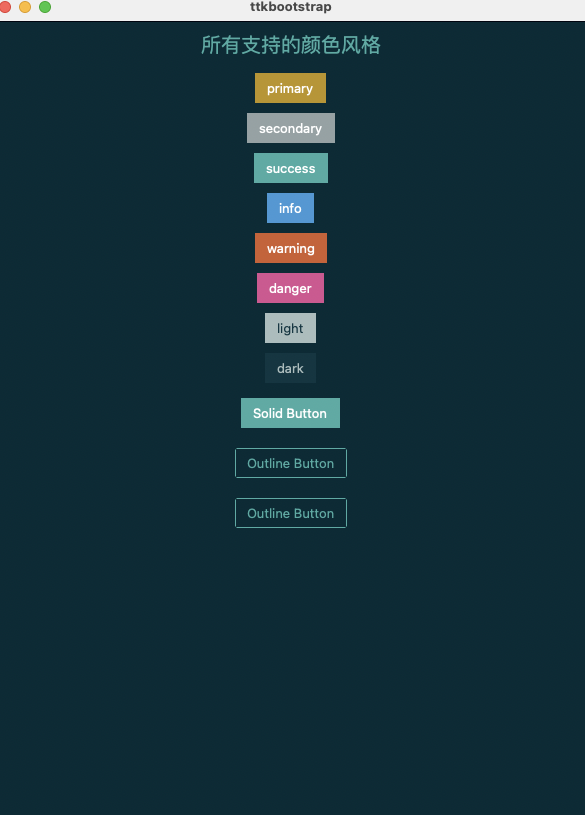 ttkbootstrap
所有支持的颜色风格
primary
secondary
success
info
warning
danger
light
dark
Solid Button
Outline Button
Outline Button